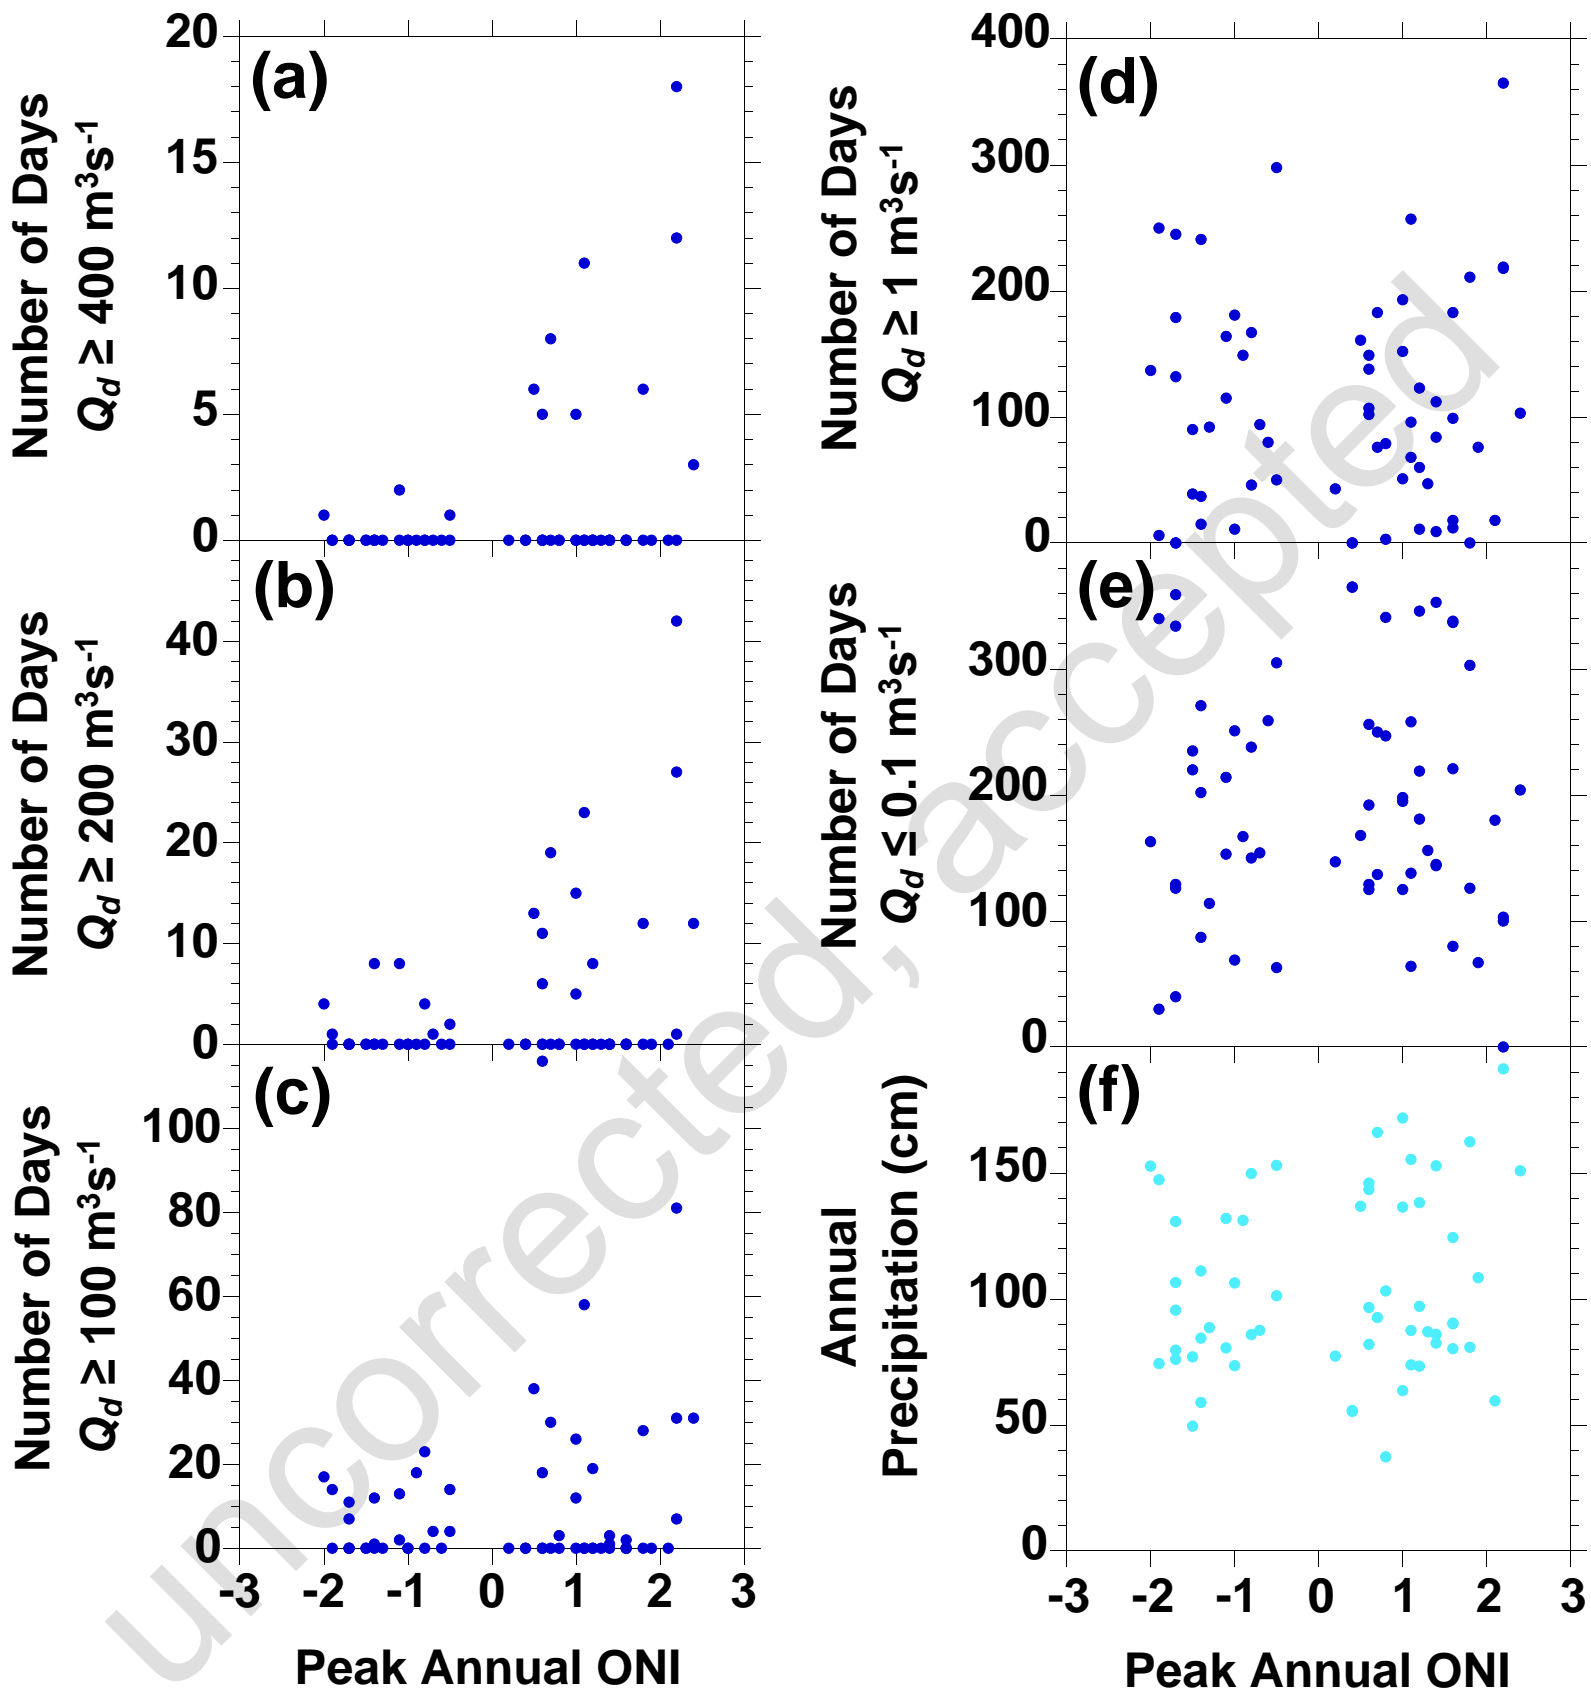 (a)
Number of Days
Qd ≥ 400 m³s⁻¹
20
15
10
5
0
(b)
Number of Days
Qd ≥ 200 m³s⁻¹
40
30
20
10
0
(c)
Number of Days
Qd ≥ 100 m³s⁻¹
100
80
60
40
20
0
-3 -2 -1 0 1 2 3
Peak Annual ONI
(d)
Number of Days
Qd ≥ 1 m³s⁻¹
400
300
200
100
0
(e)
Number of Days
Qd ≤ 0.1 m³s⁻¹
300
200
100
0
(f)
Annual
Precipitation (cm)
150
100
50
0
-3 -2 -1 0 1 2 3
Peak Annual ONI
uncorrected, accepted